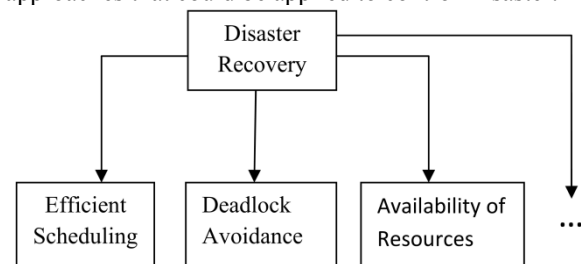 Disaster
Recovery
Efficient
Scheduling
Deadlock
Avoidance
Availability of
Resources
...